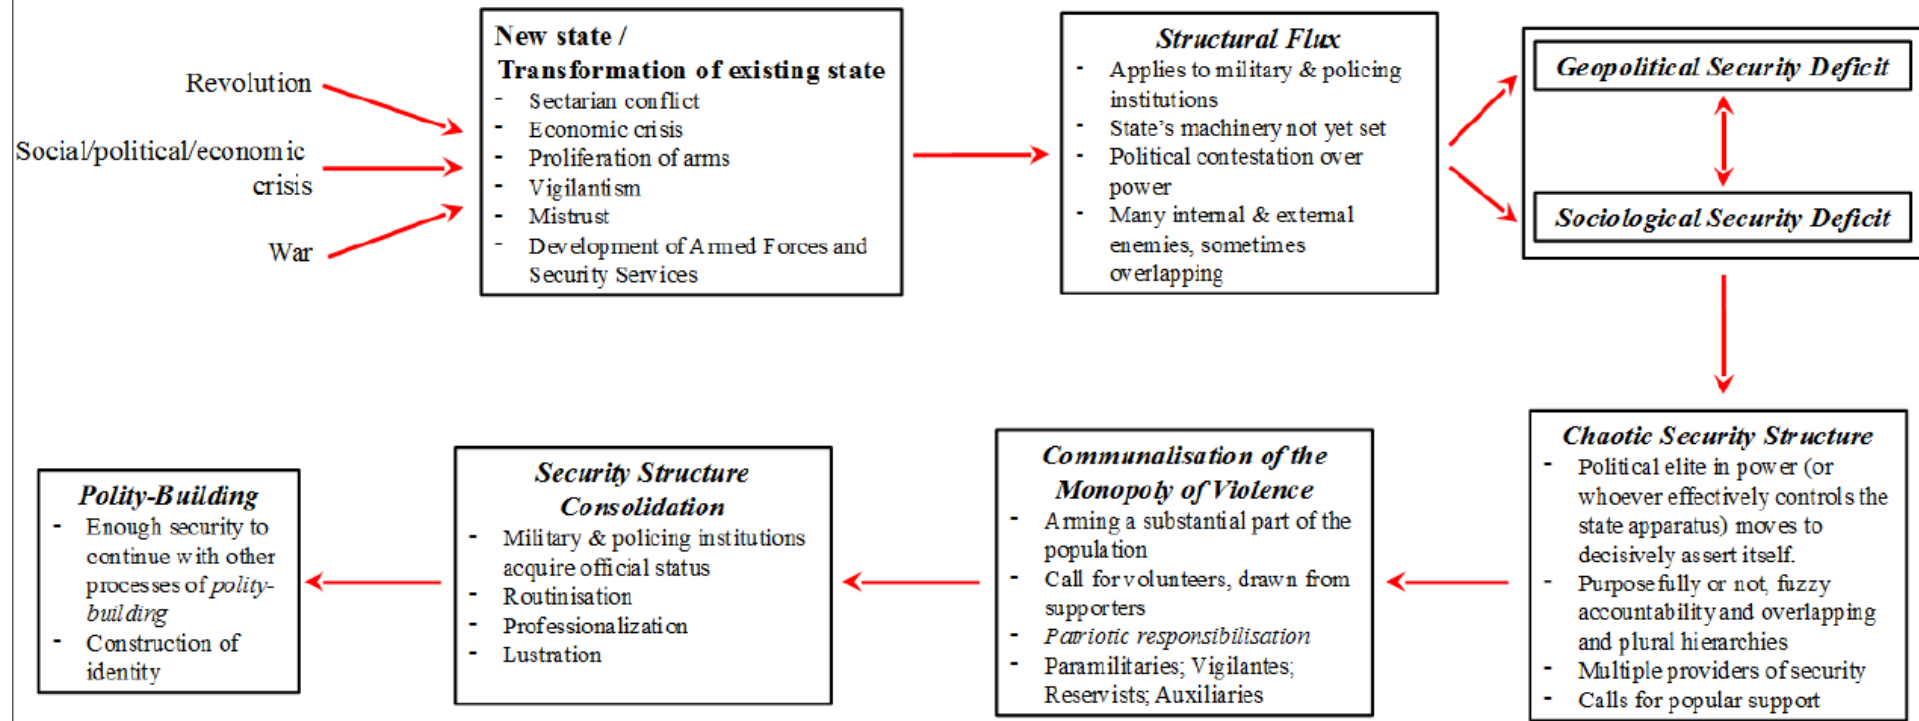 Revolution
Social/political/economic
crisis
War
New state /
Transformation of existing state
- Sectarian conflict
- Economic crisis
- Proliferation of arms
- Vigilantism
- Mistrust
- Development of Armed Forces and
Security Services
Structural Flux
- Applies to military & policing
institutions
- State's machinery not yet set
- Political contestation over
power
- Many internal & external
enemies, sometimes
overlapping
Geopolitical Security Deficit
Sociological Security Deficit
Chaotic Security Structure
- Political elite in power (or
whoever effectively controls the
state apparatus) moves to
decisively assert itself.
- Purposefully or not, fuzzy
accountability and overlapping
and plural hierarchies
- Multiple providers of security
- Calls for popular support
Communalisation of the
Monopoly of Violence
- Arming a substantial part of the
population
- Call for volunteers, drawn from
supporters
- Patriotic responsibilisation
- Paramilitaries; Vigilantes;
Reservists; Auxiliaries
Security Structure
Consolidation
- Military & policing institutions
acquire official status
- Routinisation
- Professionalization
- Lustration
Polity-Building
- Enough security to
continue with other
processes of polity-
building
- Construction of
identity